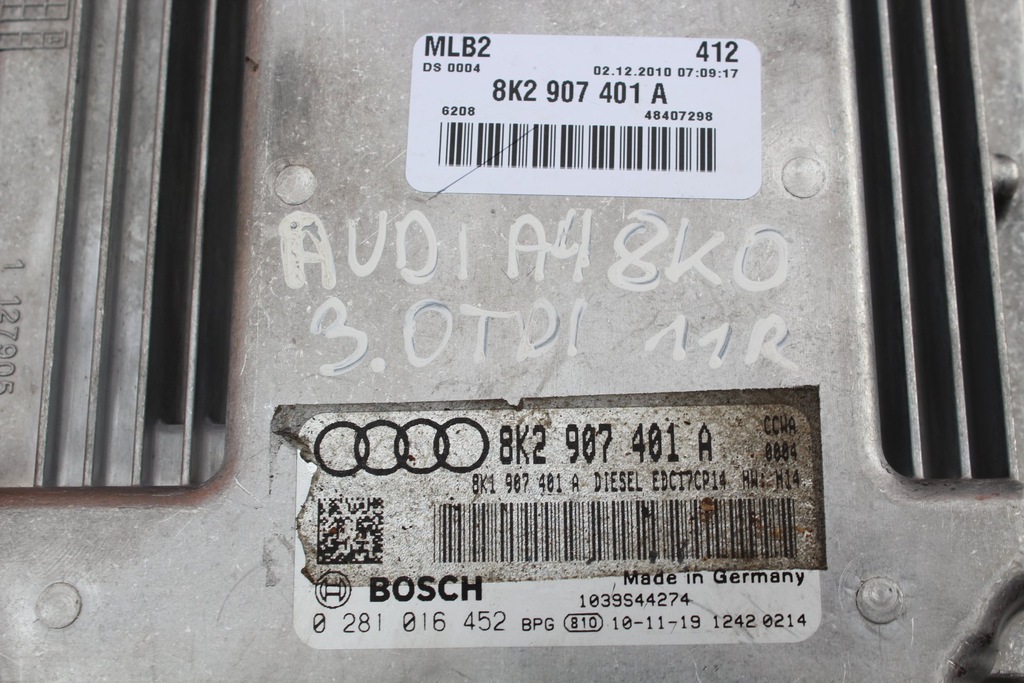 MLB2 412
DS 0004 02.12.2010 07:09:17
8K2 907 401 A
6208 48407298
AUDI A4 8K0
3.0TDI 11R
8K2 907 401 A CCWA
0004
8K1 907 401 A DIESEL EDC17CP14 HW: H14
BOSCH Made in Germany
1039S44274
0 281 016 452 BPG 810 10-11-19 1242 0214
1 127905